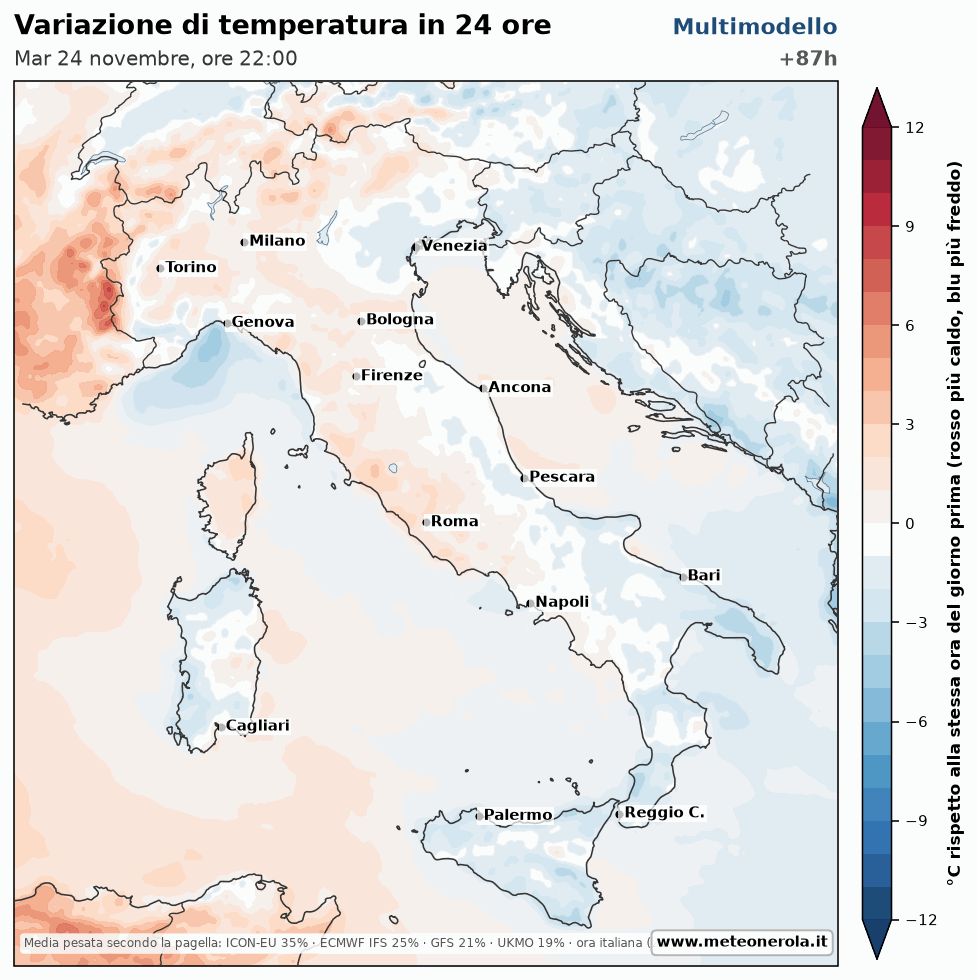 Variazione di temperatura in 24 ore
Multimodello
Mar 24 novembre, ore 22:00
+87h
Milano
Venezia
Torino
Genova
Bologna
Firenze
Ancona
Pescara
Roma
Bari
Napoli
Cagliari
Palermo
Reggio C.
12
9
6
3
0
−3
−6
−9
−12
°C rispetto alla stessa ora del giorno prima (rosso più caldo, blu più freddo)
Media pesata secondo la pagella: ICON-EU 35% · ECMWF IFS 25% · GFS 21% · UKMO 19% · ora italiana (
www.meteonerola.it